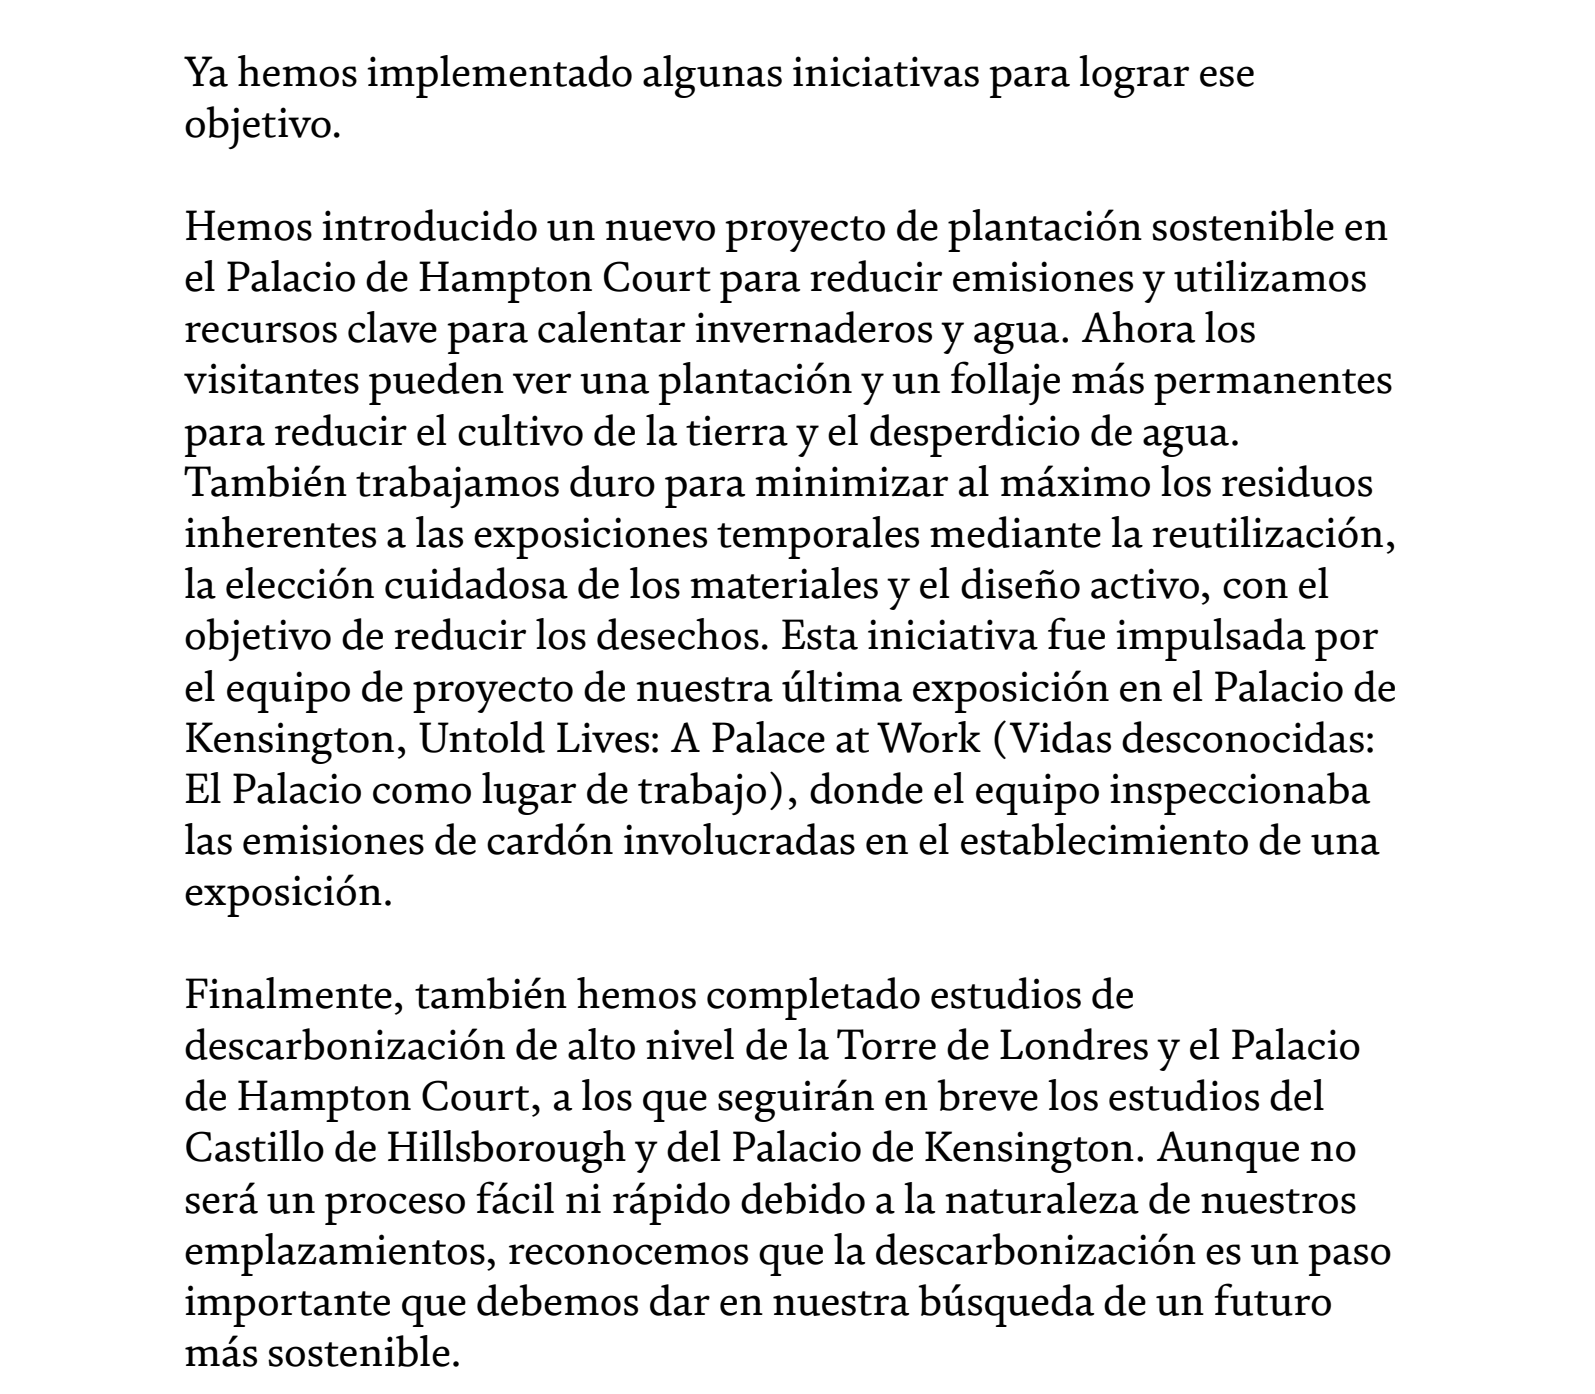 Ya hemos implementado algunas iniciativas para lograr ese
objetivo.
Hemos introducido un nuevo proyecto de plantación sostenible en
el Palacio de Hampton Court para reducir emisiones y utilizamos
recursos clave para calentar invernaderos y agua. Ahora los
visitantes pueden ver una plantación y un follaje más permanentes
para reducir el cultivo de la tierra y el desperdicio de agua.
También trabajamos duro para minimizar al máximo los residuos
inherentes a las exposiciones temporales mediante la reutilización,
la elección cuidadosa de los materiales y el diseño activo, con el
objetivo de reducir los desechos. Esta iniciativa fue impulsada por
el equipo de proyecto de nuestra última exposición en el Palacio de
Kensington, Untold Lives: A Palace at Work (Vidas desconocidas:
El Palacio como lugar de trabajo), donde el equipo inspeccionaba
las emisiones de cardón involucradas en el establecimiento de una
exposición.
Finalmente, también hemos completado estudios de
descarbonización de alto nivel de la Torre de Londres y el Palacio
de Hampton Court, a los que seguirán en breve los estudios del
Castillo de Hillsborough y del Palacio de Kensington. Aunque no
será un proceso fácil ni rápido debido a la naturaleza de nuestros
emplazamientos, reconocemos que la descarbonización es un paso
importante que debemos dar en nuestra búsqueda de un futuro
más sostenible.